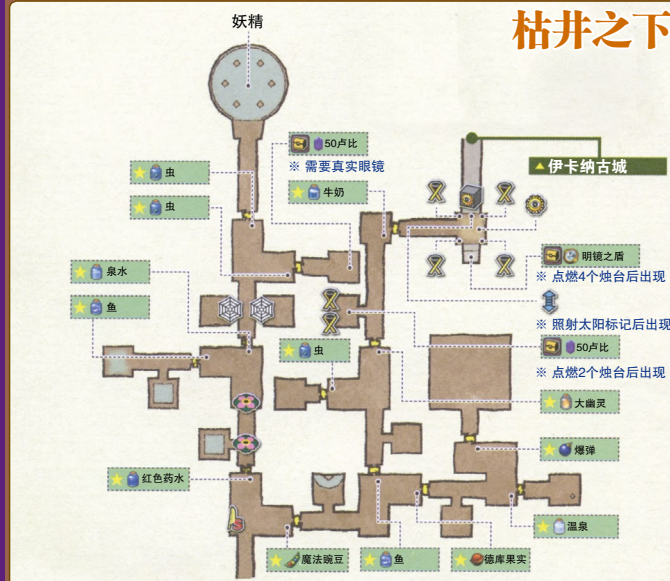 枯井之下
妖精
50卢比
※ 需要真实眼镜
虫
牛奶
虫
▲伊卡纳古城
泉水
鱼
明镜之盾
※ 点燃4个烛台后出现
※ 照射太阳标记后出现
50卢比
※ 点燃2个烛台后出现
虫
大幽灵
爆弹
红色药水
温泉
魔法豌豆
鱼
德库果实